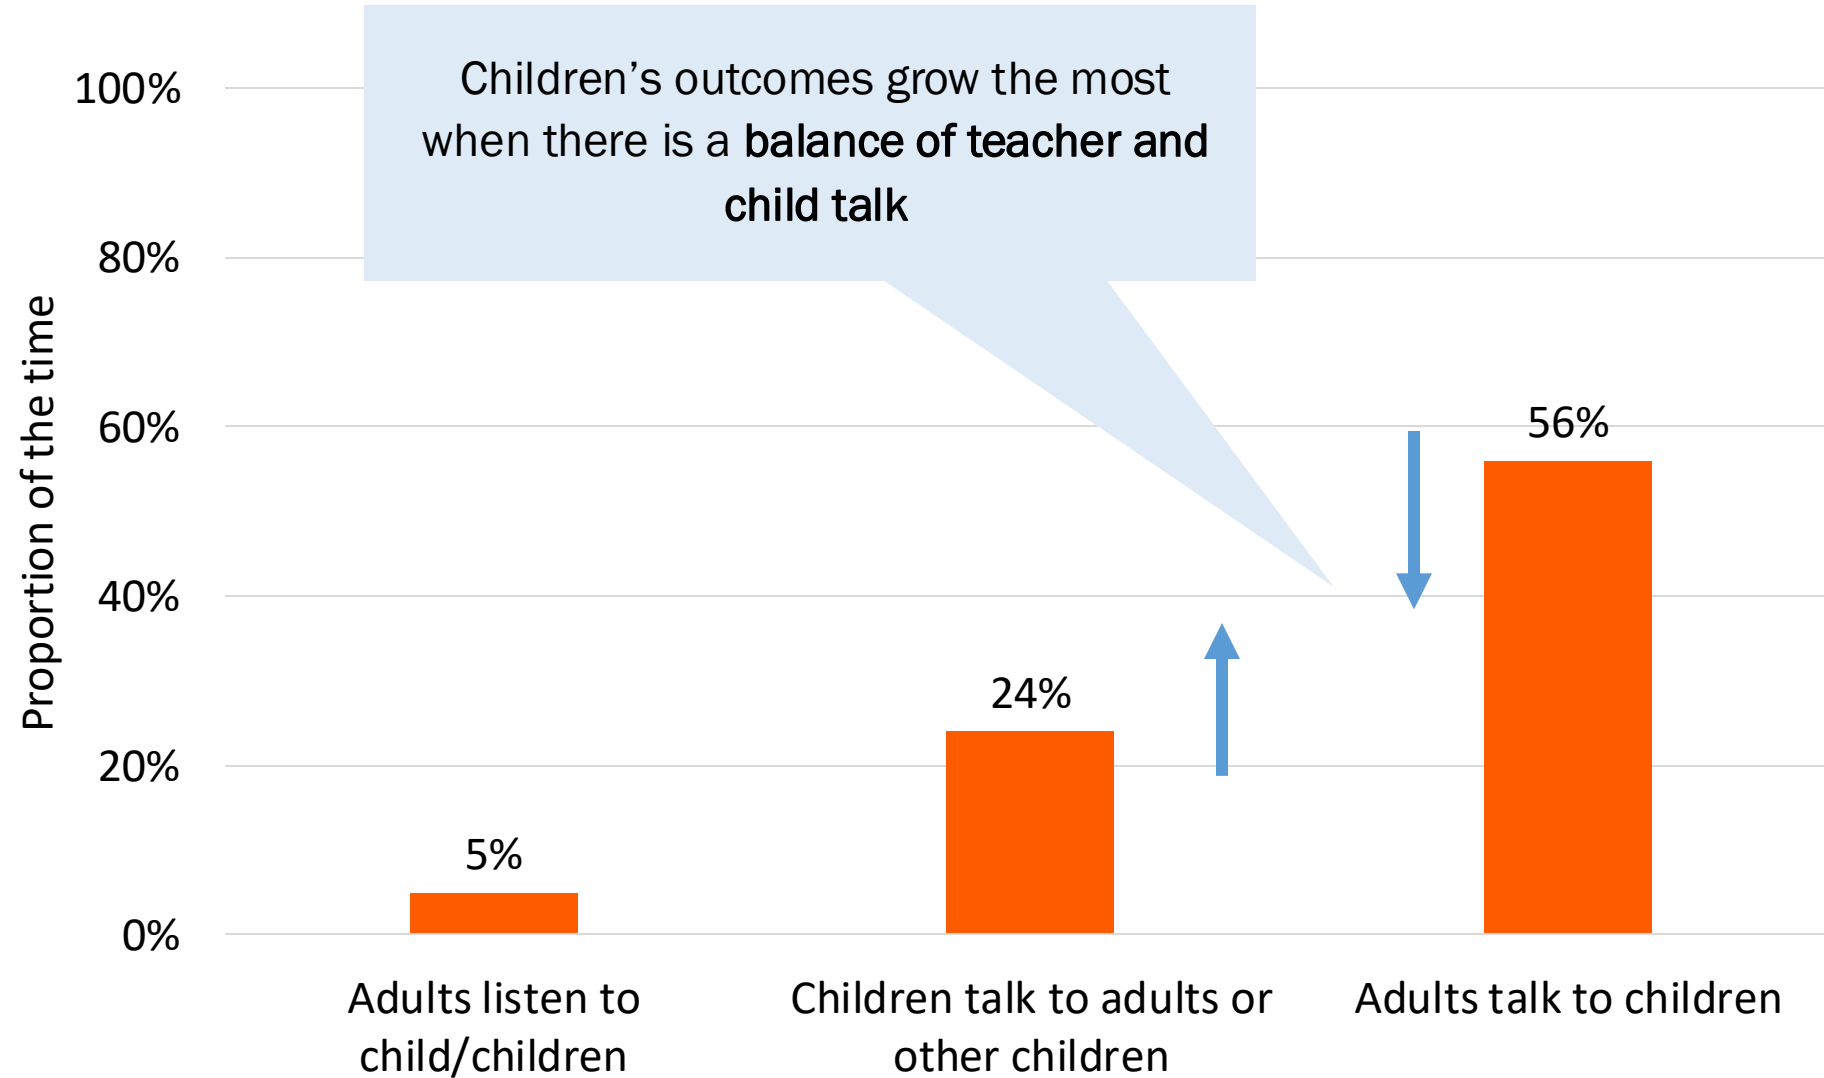 Children’s outcomes grow the most
when there is a balance of teacher and
child talk
Proportion of the time
100%
80%
60%
40%
20%
0%
5%
24%
56%
Adults listen to
child/children
Children talk to adults or
other children
Adults talk to children